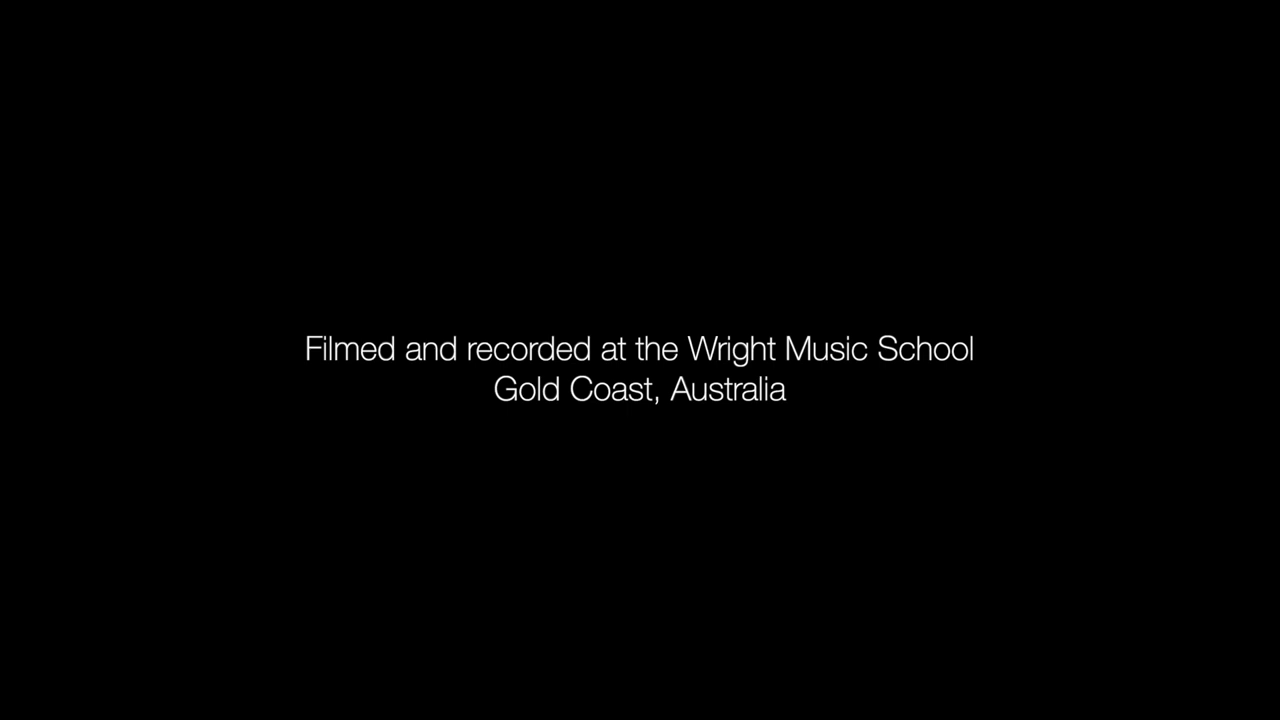 Filmed and recorded at the Wright Music School
Gold Coast, Australia